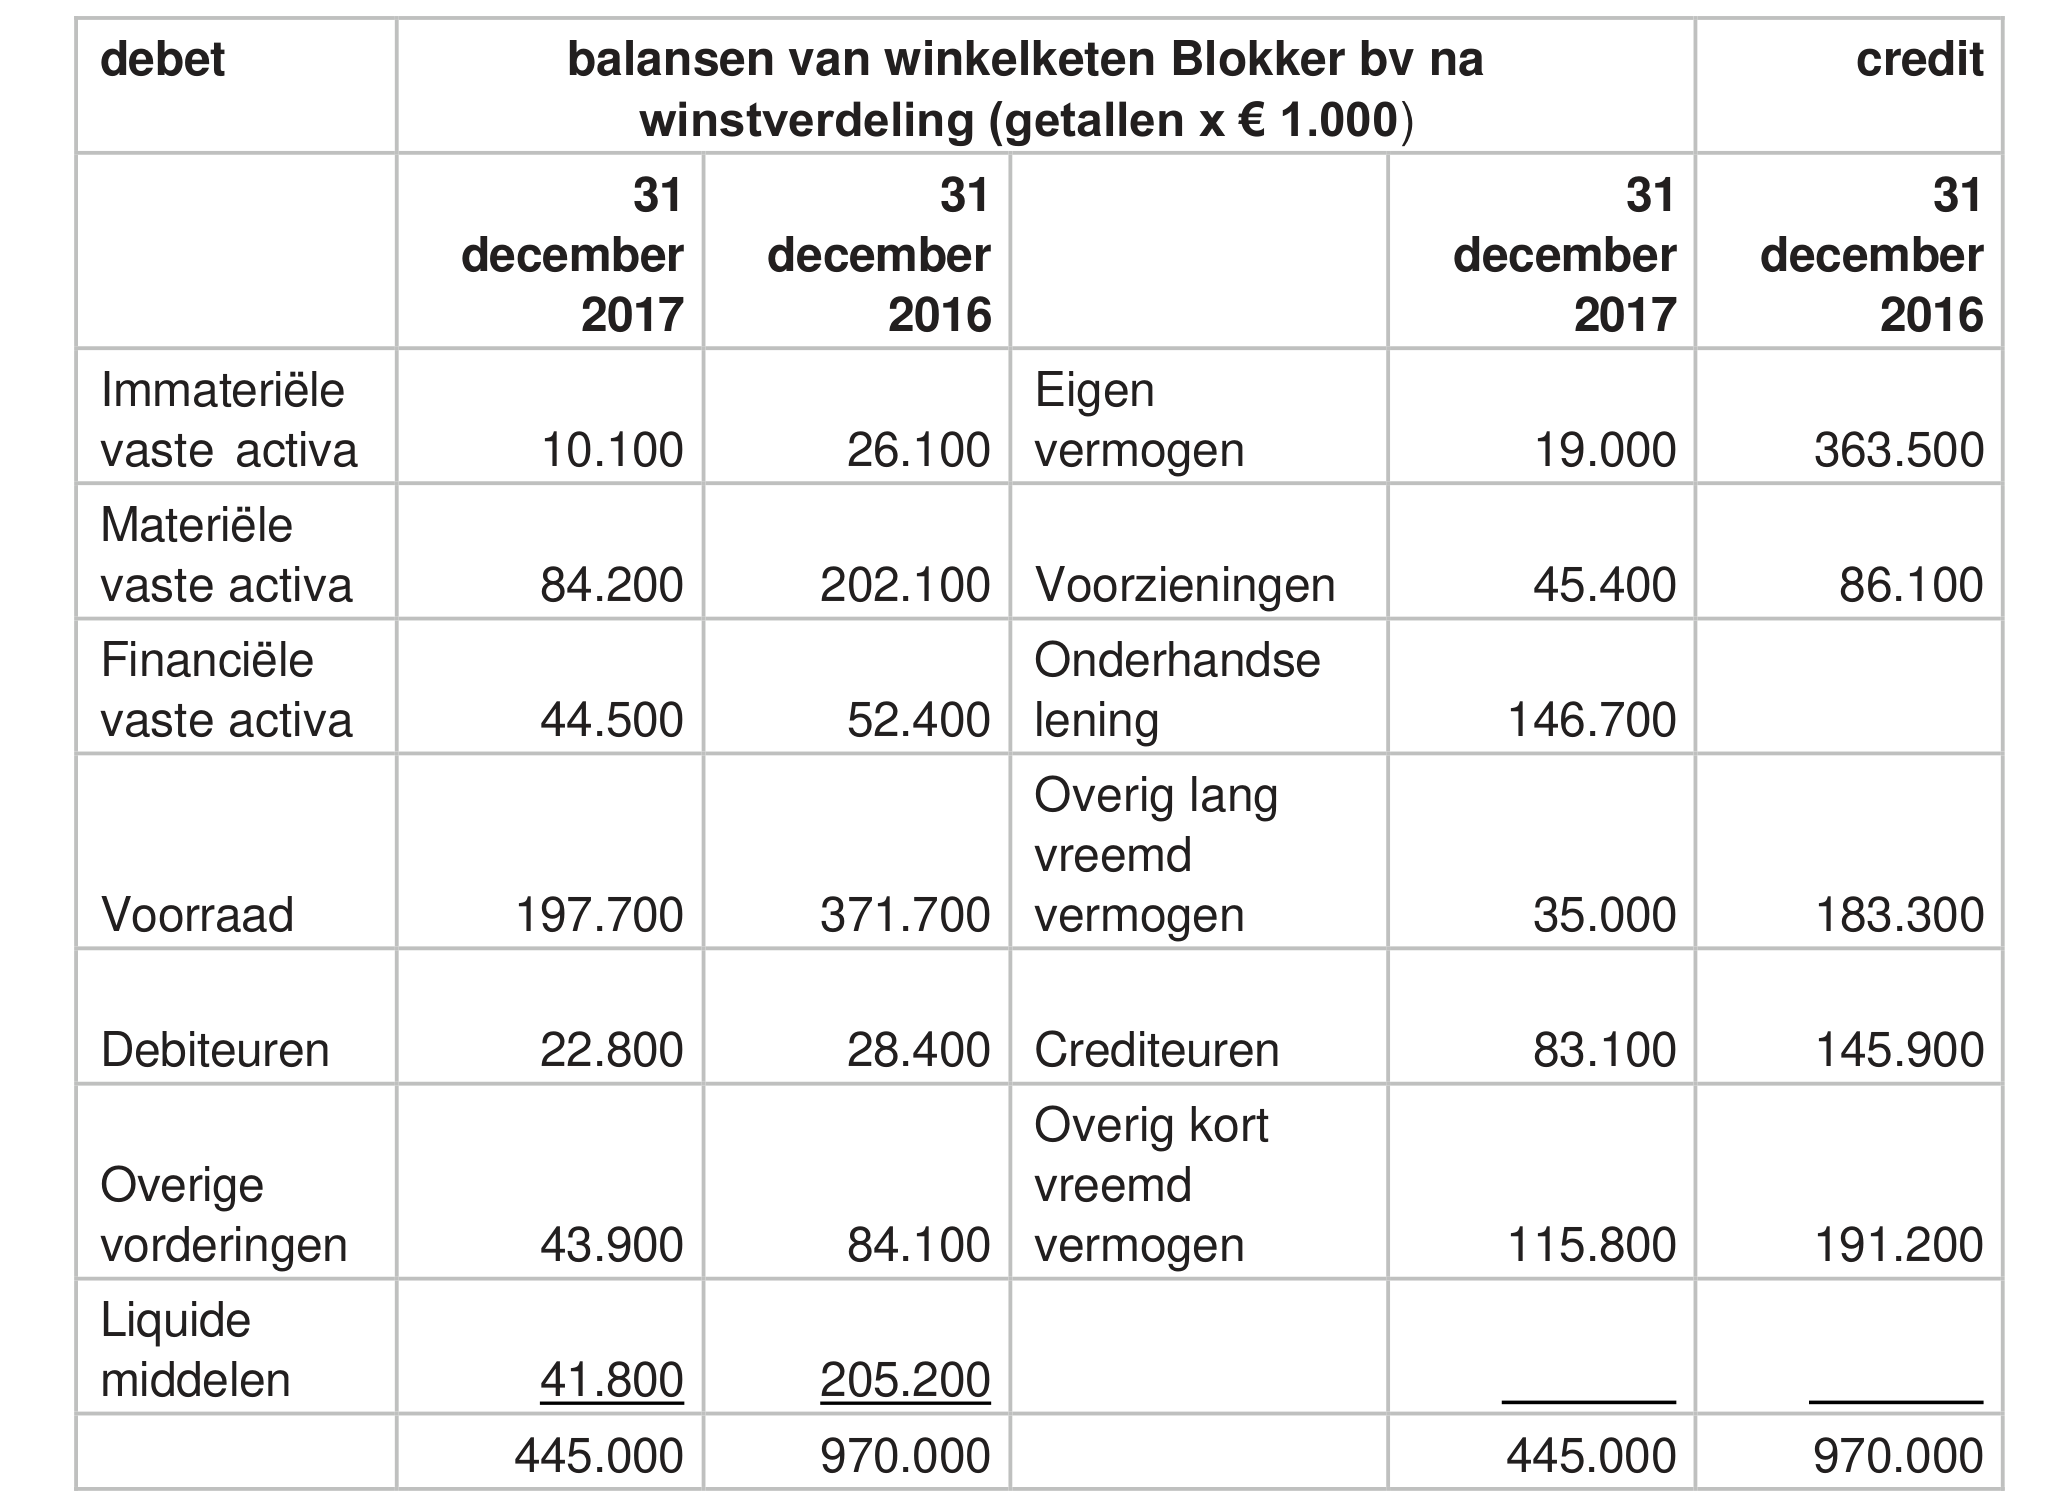 debet
balansen van winkelketen Blokker bv na
winstverdeling (getallen x € 1.000)
credit
31
december
2017
31
december
2016
31
december
2017
31
december
2016
Immateriële
vaste activa
10.100
26.100
Eigen
vermogen
19.000
363.500
Materiële
vaste activa
84.200
202.100
Voorzieningen
45.400
86.100
Financiële
vaste activa
44.500
52.400
Onderhandse
lening
146.700
Voorraad
197.700
371.700
Overig lang
vreemd
vermogen
35.000
183.300
Debiteuren
22.800
28.400
Crediteuren
83.100
145.900
Overige
vorderingen
43.900
84.100
Overig kort
vreemd
vermogen
115.800
191.200
Liquide
middelen
41.800
205.200
445.000
970.000
445.000
970.000